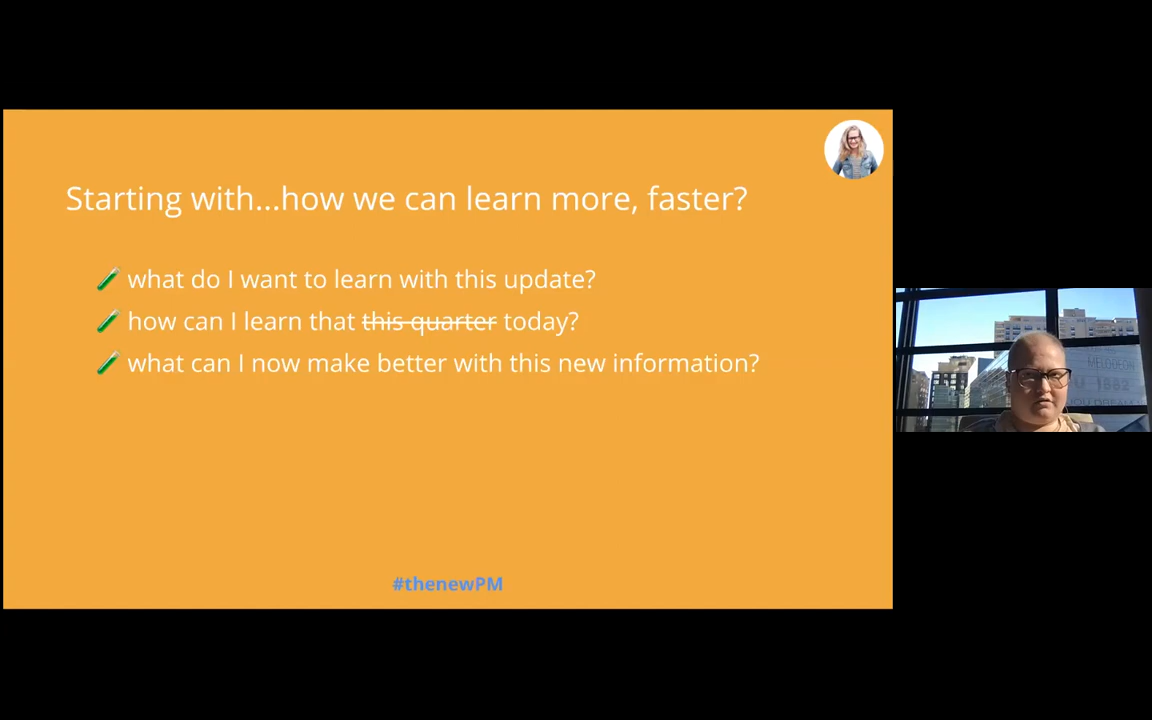 Starting with...how we can learn more, faster?
what do I want to learn with this update?
how can I learn that this quarter today?
what can I now make better with this new information?
#thenewPM
1862